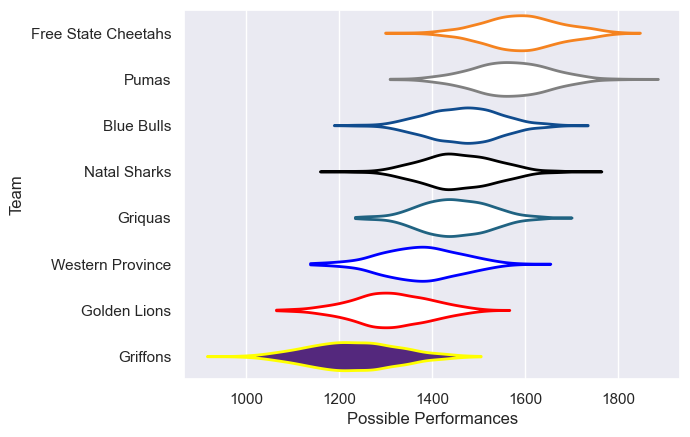 Free State Cheetahs
Pumas
Blue Bulls
Natal Sharks
Griquas
Western Province
Golden Lions
Griffons
Team
1000 1200 1400 1600 1800
Possible Performances